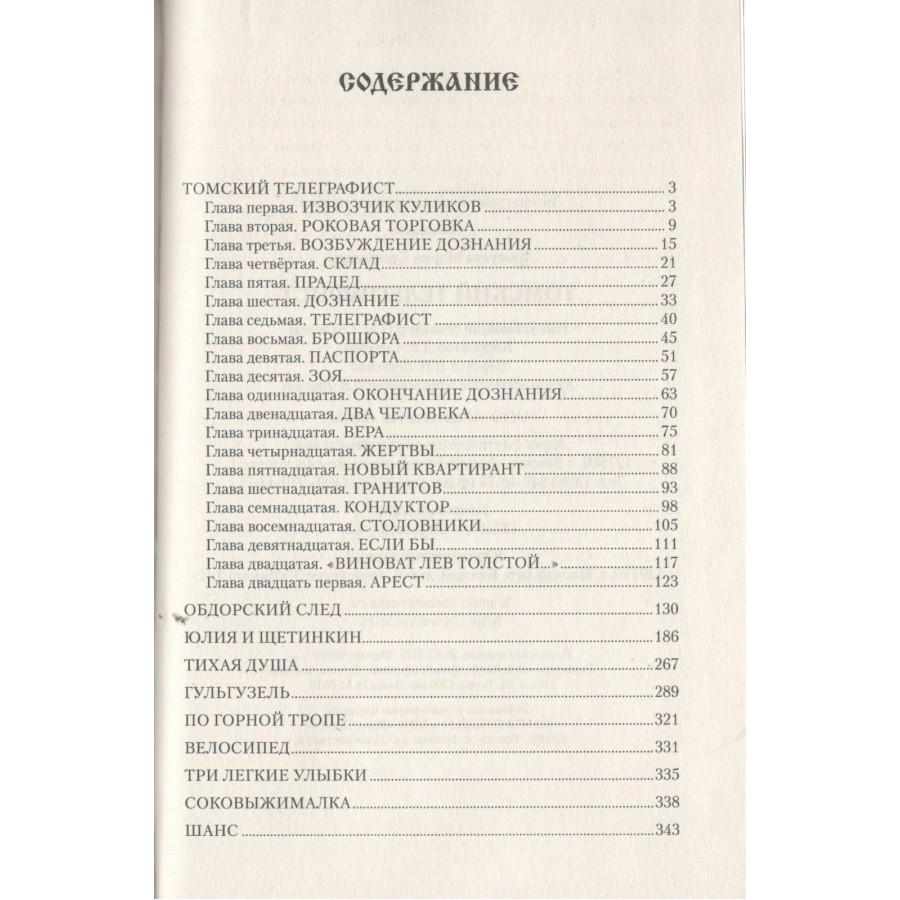 СОДЕРЖАНИЕ
ТОМСКИЙ ТЕЛЕГРАФИСТ 3
Глава первая. ИЗВОЗЧИК КУЛИКОВ 3
Глава вторая. РОКОВАЯ ТОРГОВКА 9
Глава третья. ВОЗБУЖДЕНИЕ ДОЗНАНИЯ 15
Глава четвёртая. СКЛАД 21
Глава пятая. ПРАДЕД 27
Глава шестая. ДОЗНАНИЕ 33
Глава седьмая. ТЕЛЕГРАФИСТ 40
Глава восьмая. БРОШЮРА 45
Глава девятая. ПАСПОРТА 51
Глава десятая. ЗОЯ 57
Глава одиннадцатая. ОКОНЧАНИЕ ДОЗНАНИЯ 63
Глава двенадцатая. ДВА ЧЕЛОВЕКА 70
Глава тринадцатая. ВЕРА 75
Глава четырнадцатая. ЖЕРТВЫ 81
Глава пятнадцатая. НОВЫЙ КВАРТИРАНТ 88
Глава шестнадцатая. ГРАНИТОВ 93
Глава семнадцатая. КОНДУКТОР 98
Глава восемнадцатая. СТОЛОВНИКИ 105
Глава девятнадцатая. ЕСЛИ БЫ 111
Глава двадцатая. «ВИНОВАТ ЛЕВ ТОЛСТОЙ...» 117
Глава двадцать первая. АРЕСТ 123
ОБДОРСКИЙ СЛЕД 130
ЮЛИЯ И ЩЕТИНКИН 186
ТИХАЯ ДУША 267
ГУЛЬГУЗЕЛЬ 289
ПО ГОРНОЙ ТРОПЕ 321
ВЕЛОСИПЕД 331
ТРИ ЛЕГКИЕ УЛЫБКИ 335
СОКОВЫЖИМАЛКА 338
ШАНС 343